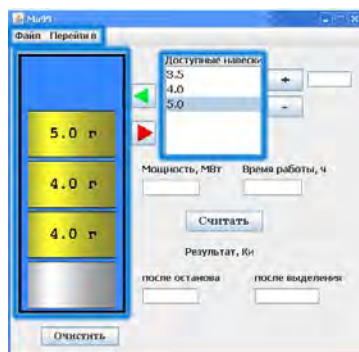 Mo99
Файл Перейти в
Доступные навески
3.5
4.0
5.0
+
-
5.0 г
4.0 г
4.0 г
Мощность, МВт Время работы, ч
Считать
Результат, Ки
после останова после выделения
Очистить